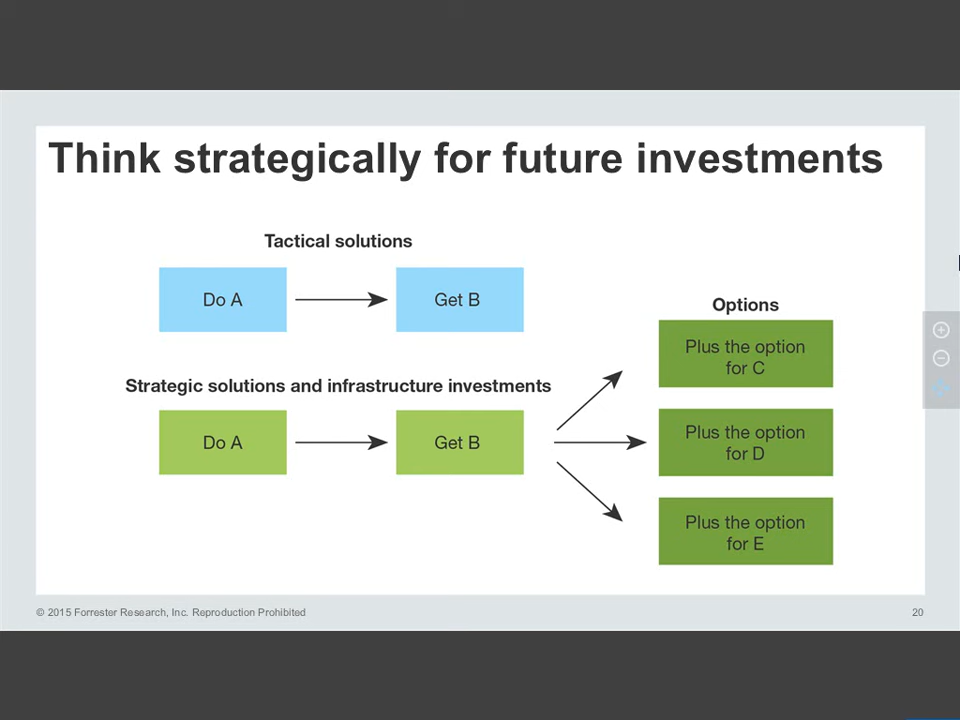 Think strategically for future investments
Tactical solutions
Do A
Get B
Strategic solutions and infrastructure investments
Do A
Get B
Options
Plus the option
for C
Plus the option
for D
Plus the option
for E
© 2015 Forrester Research, Inc. Reproduction Prohibited
20